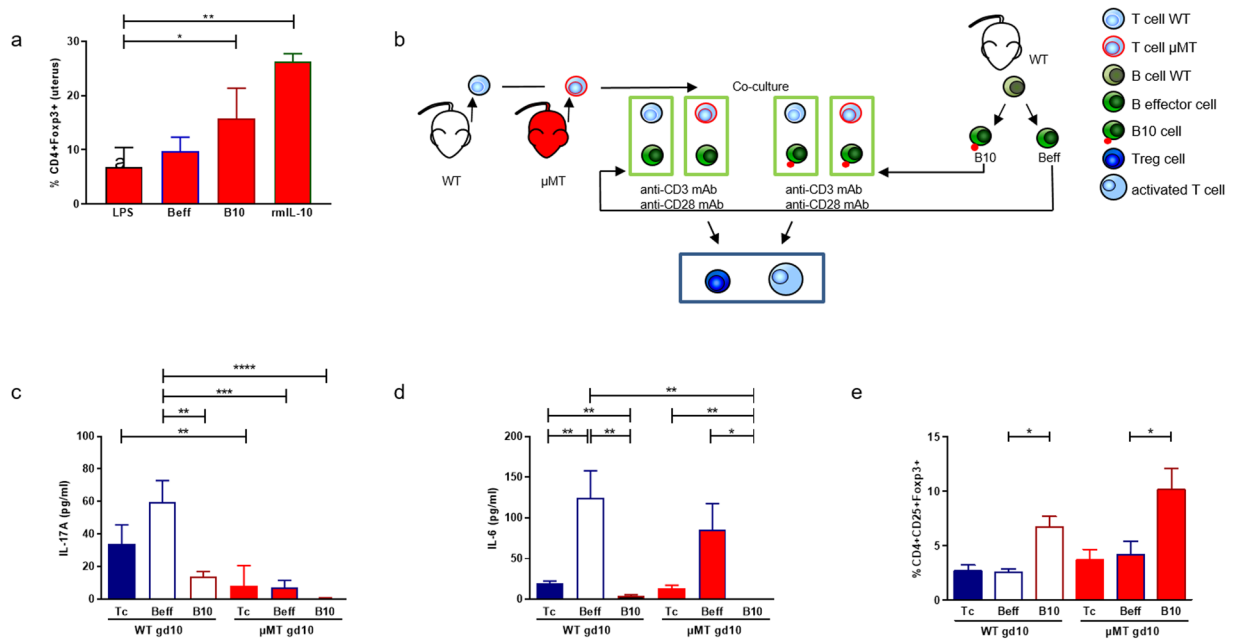 a
**
*
30
20
10
0
% CD4+Foxp3+ (uterus)
a
LPS Beff B10 rmIL-10
b
WT
µMT
Co-culture
anti-CD3 mAb
anti-CD28 mAb
anti-CD3 mAb
anti-CD28 mAb
WT
B10
Beff
T cell WT
T cell µMT
B cell WT
B effector cell
B10 cell
Treg cell
activated T cell
c
****
***
**
**
100
80
60
40
20
0
IL-17A (pg/ml)
Tc Beff B10 Tc Beff B10
WT gd10 µMT gd10
d
**
** **
** ** *
200
150
100
50
0
IL-6 (pg/ml)
Tc Beff B10 Tc Beff B10
WT gd10 µMT gd10
e
* *
15
10
5
0
% CD4+CD25+Foxp3+
Tc Beff B10 Tc Beff B10
WT gd10 µMT gd10